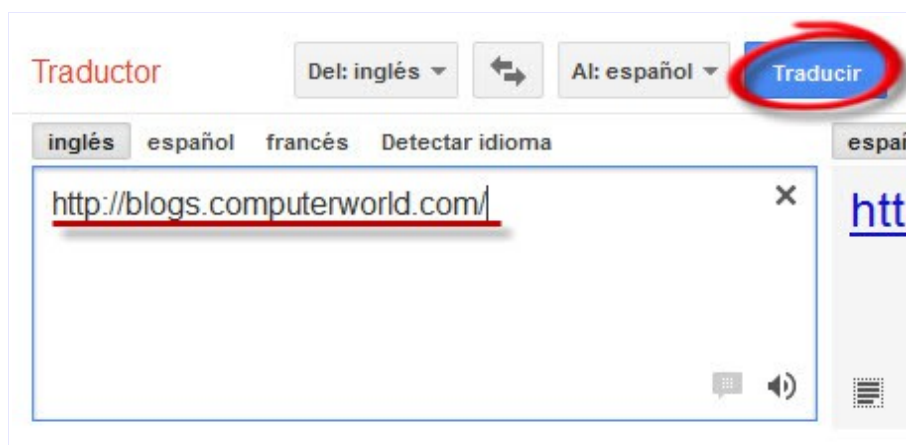 Traductor Del: inglés Al: español Traducir
inglés español francés Detectar idioma
http://blogs.computerworld.com/